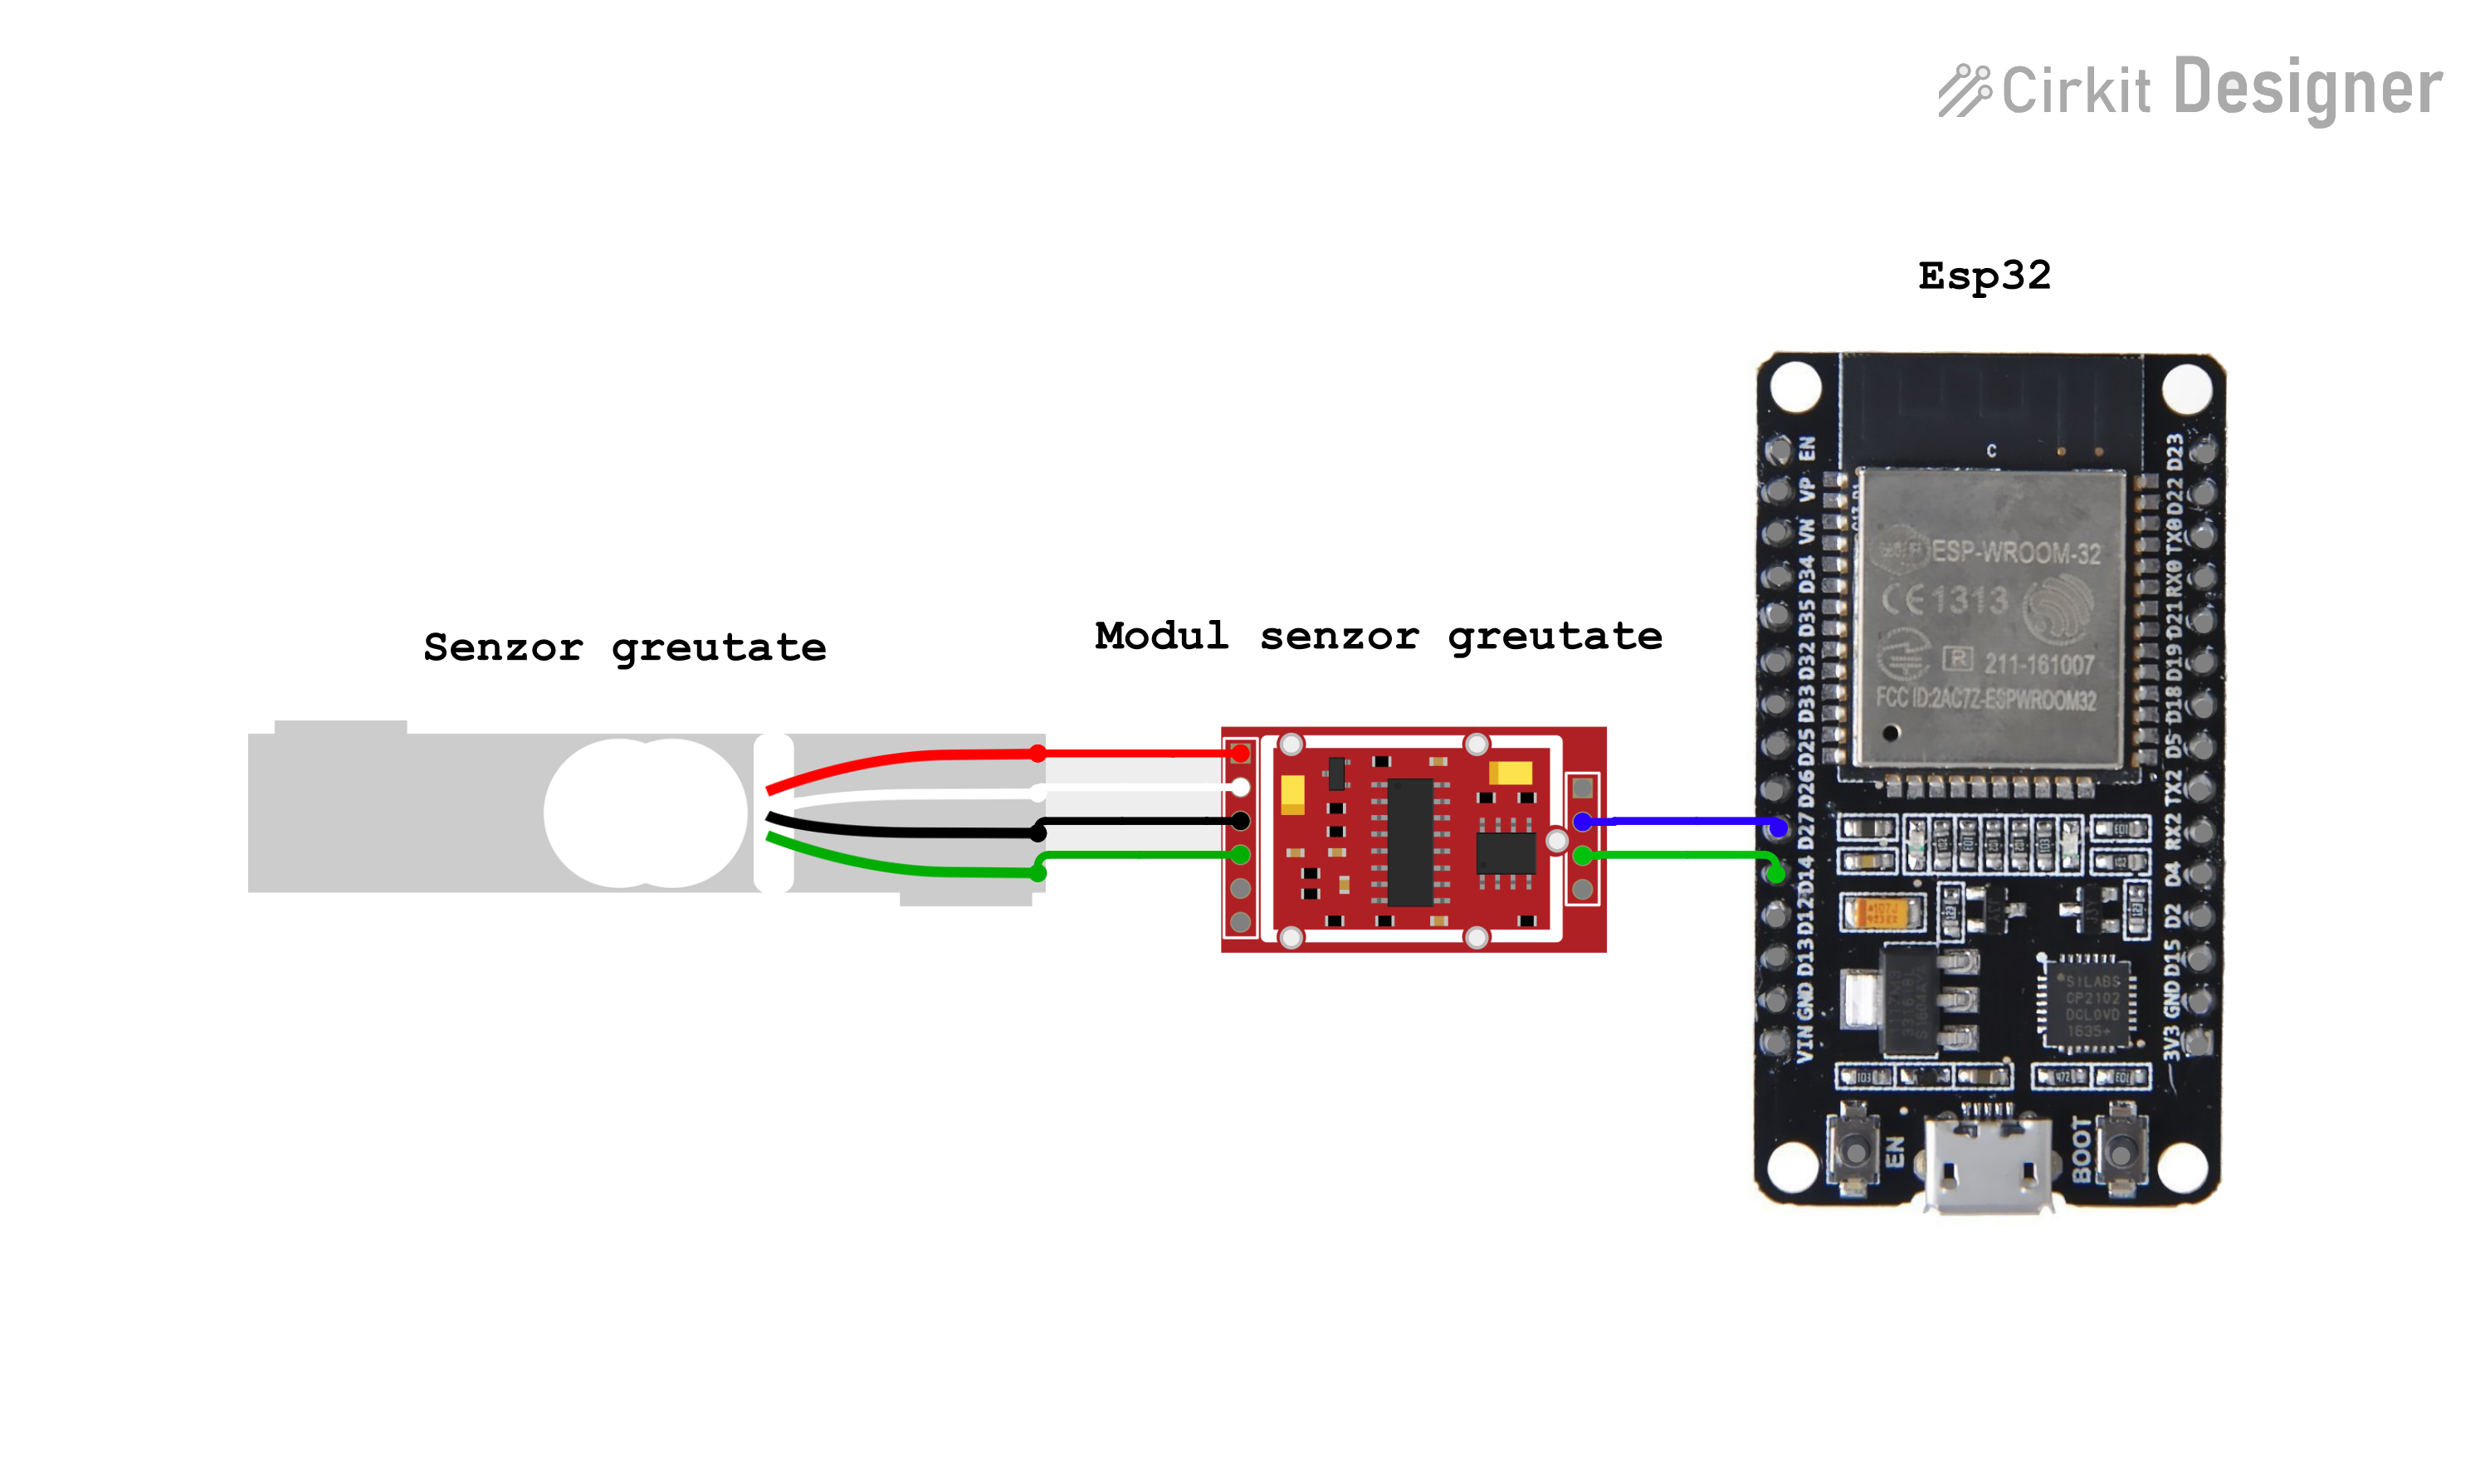 Cirkit Designer
Esp32
Senzor greutate
Modul senzor greutate
EN
VP
VN
D34
D35
D32
D33
D25
D26
D27
D14
D12
D13
GND
VIN
D23
D22
TX0
RX0
D21
D19
D18
D5
TX2
RX2
D4
D2
D15
GND
3V3
C
ESP-WROOM-32
CE 1313
R 211-161007
FCC ID:2AC7Z-ESPWROOM32
SILABS
CP2102
DCL0VD
1635+
103
472
EN
BOOT